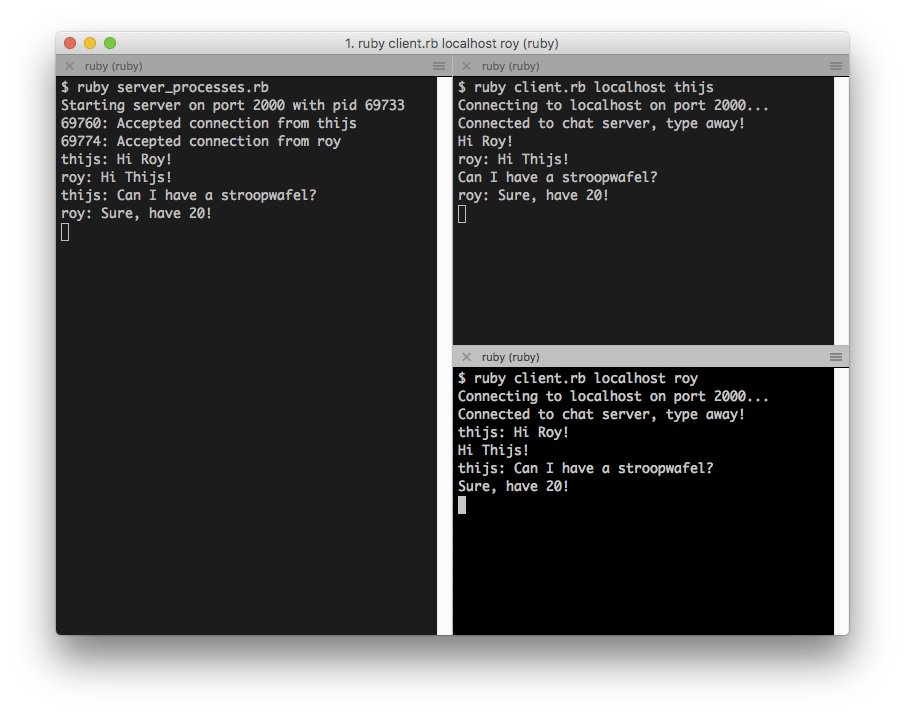 1. ruby client.rb localhost roy (ruby)
ruby (ruby)
$ ruby server_processes.rb
Starting server on port 2000 with pid 69733
69760: Accepted connection from thijs
69774: Accepted connection from roy
thijs: Hi Roy!
roy: Hi Thijs!
thijs: Can I have a stroopwafel?
roy: Sure, have 20!
ruby (ruby)
$ ruby client.rb localhost thijs
Connecting to localhost on port 2000...
Connected to chat server, type away!
Hi Roy!
roy: Hi Thijs!
Can I have a stroopwafel?
roy: Sure, have 20!
ruby (ruby)
$ ruby client.rb localhost roy
Connecting to localhost on port 2000...
Connected to chat server, type away!
thijs: Hi Roy!
Hi Thijs!
thijs: Can I have a stroopwafel?
Sure, have 20!